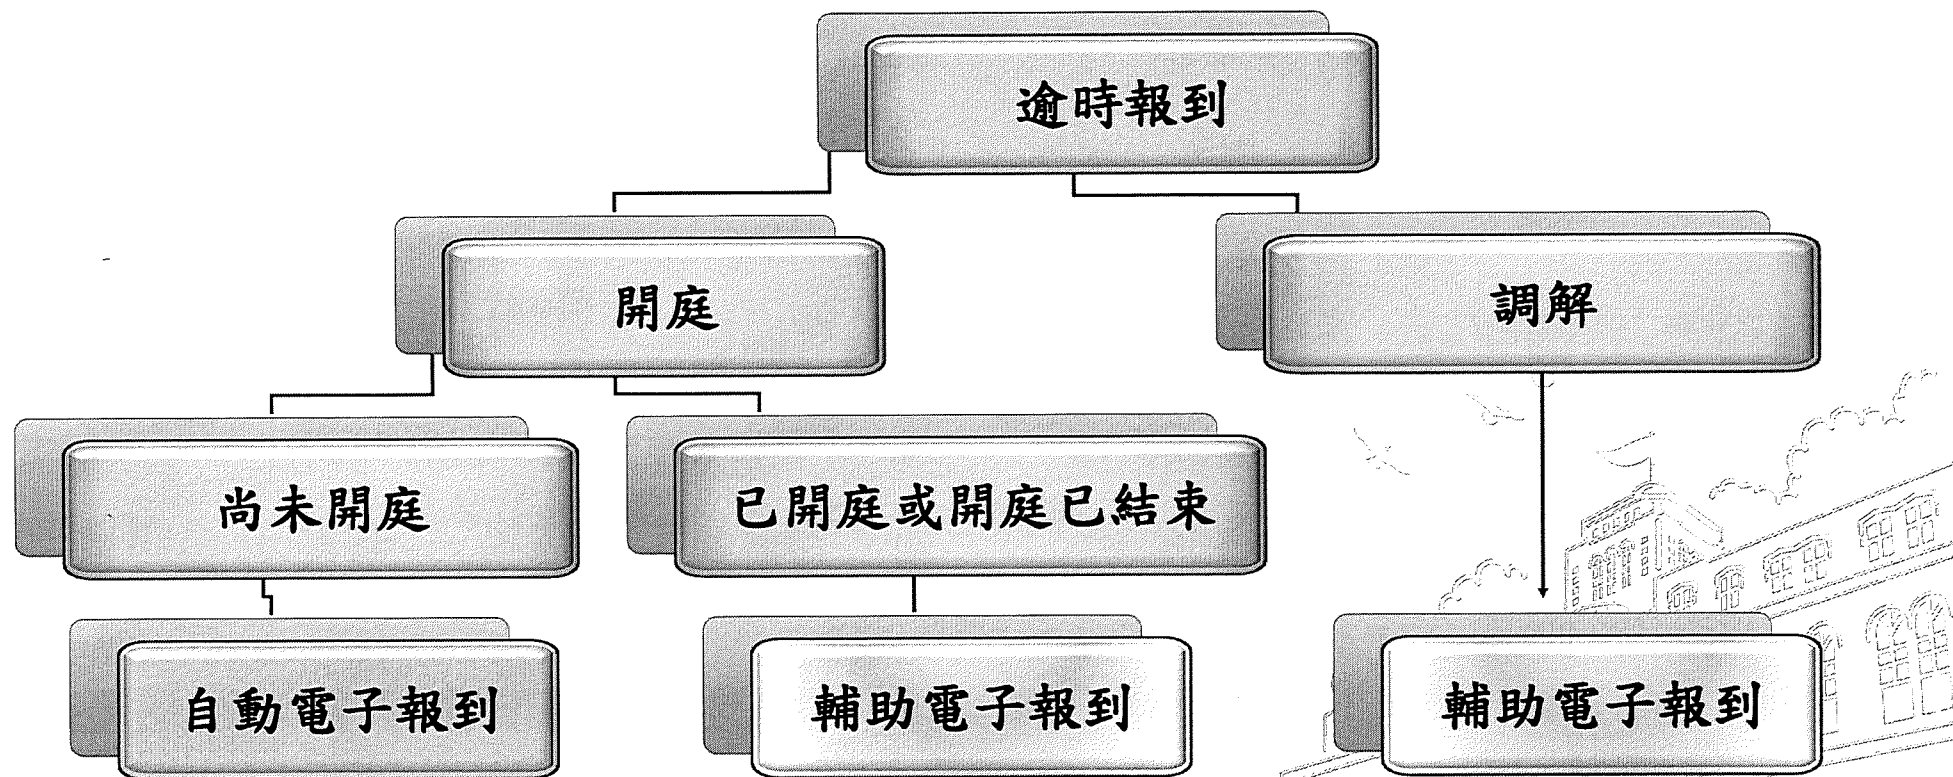 逾時報到
開庭
調解
尚未開庭
已開庭或開庭已結束
自動電子報到
輔助電子報到
輔助電子報到